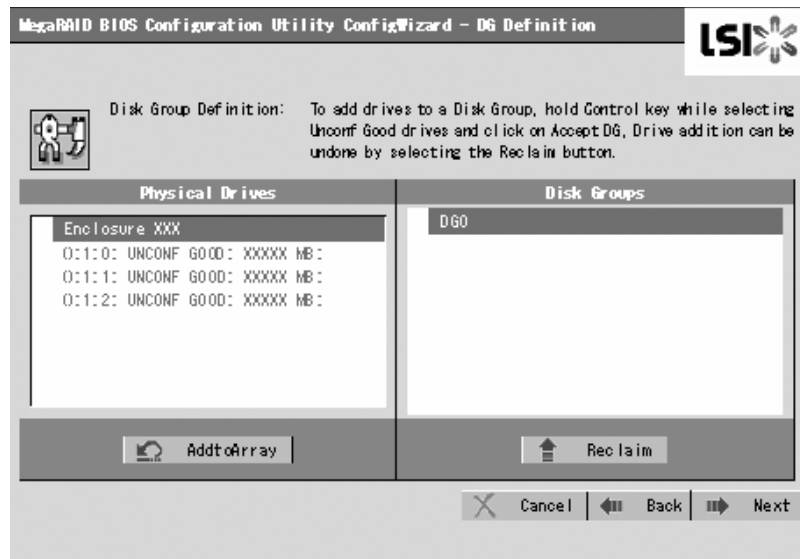 MegaRAID BIOS Configuration Utility ConfigWizard - DG Definition
LSI
Disk Group Definition:
To add drives to a Disk Group, hold Control key while selecting
Unconf Good drives and click on Accept DG, Drive addition can be
undone by selecting the Reclaim button.
Physical Drives
Enclosure XXX
0:1:0: UNCONF GOOD: XXXXX MB:
0:1:1: UNCONF GOOD: XXXXX MB:
0:1:2: UNCONF GOOD: XXXXX MB:
AddtoArray
Disk Groups
DG0
Reclaim
Cancel
Back
Next